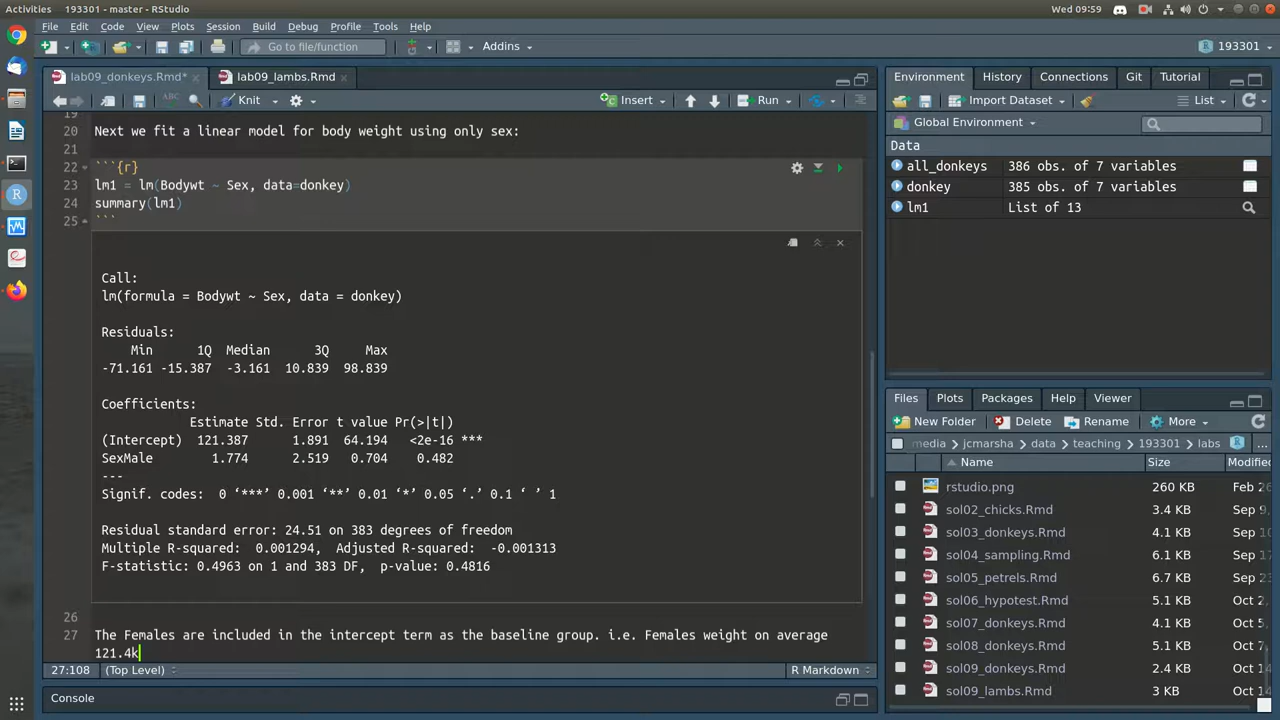 Activities 193301 - master - RStudio Wed 09:59
File Edit Code View Plots Session Build Debug Profile Tools Help
Go to file/function Addins 193301
lab09_donkeys.Rmd* lab09_lambs.Rmd
Knit Insert Run
19
20 Next we fit a linear model for body weight using only sex:
21
22 ```{r}
23 lm1 = lm(Bodywt ~ Sex, data=donkey)
24 summary(lm1)
25 ```
Call:
lm(formula = Bodywt ~ Sex, data = donkey)
Residuals:
Min 1Q Median 3Q Max
-71.161 -15.387 -3.161 10.839 98.839
Coefficients:
Estimate Std. Error t value Pr(>|t|)
(Intercept) 121.387 1.891 64.194 <2e-16 ***
SexMale 1.774 2.519 0.704 0.482
---
Signif. codes: 0 ‘***’ 0.001 ‘**’ 0.01 ‘*’ 0.05 ‘.’ 0.1 ‘ ’ 1
Residual standard error: 24.51 on 383 degrees of freedom
Multiple R-squared: 0.001294, Adjusted R-squared: -0.001313
F-statistic: 0.4963 on 1 and 383 DF, p-value: 0.4816
26
27 The Females are included in the intercept term as the baseline group. i.e. Females weight on average
121.4k
27:108 (Top Level) R Markdown
Console
Environment History Connections Git Tutorial
Import Dataset List
Global Environment
Data
all_donkeys 386 obs. of 7 variables
donkey 385 obs. of 7 variables
lm1 List of 13
Files Plots Packages Help Viewer
New Folder Delete Rename More
media jcmarsha data teaching 193301 labs ...
Name Size Modified
rstudio.png 260 KB Feb 26
sol02_chicks.Rmd 3.4 KB Sep 9,
sol03_donkeys.Rmd 4.1 KB Sep 10
sol04_sampling.Rmd 6.1 KB Sep 17
sol05_petrels.Rmd 6.7 KB Sep 23
sol06_hypotest.Rmd 5.1 KB Oct 2,
sol07_donkeys.Rmd 4.1 KB Oct
sol08_donkeys.Rmd 5.1 KB Oct 7,
sol09_donkeys.Rmd 2.4 KB Oct 14
sol09_lambs.Rmd 3 KB Oct 14